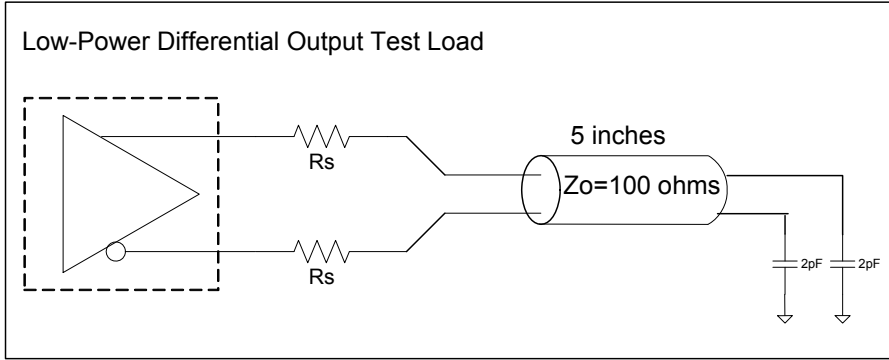 Low-Power Differential Output Test Load
Rs
5 inches
Zo=100 ohms
Rs
2pF
2pF